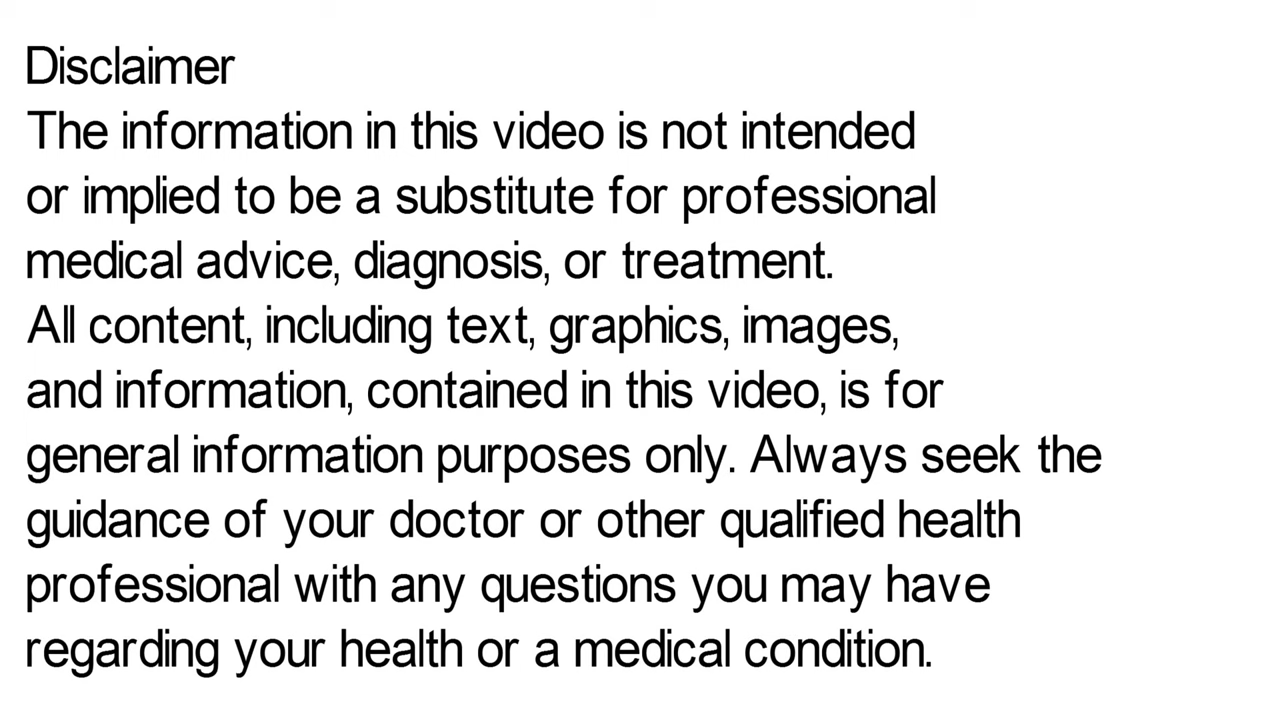 Disclaimer
The information in this video is not intended
or implied to be a substitute for professional
medical advice, diagnosis, or treatment.
All content, including text, graphics, images,
and information, contained in this video, is for
general information purposes only. Always seek the
guidance of your doctor or other qualified health
professional with any questions you may have
regarding your health or a medical condition.